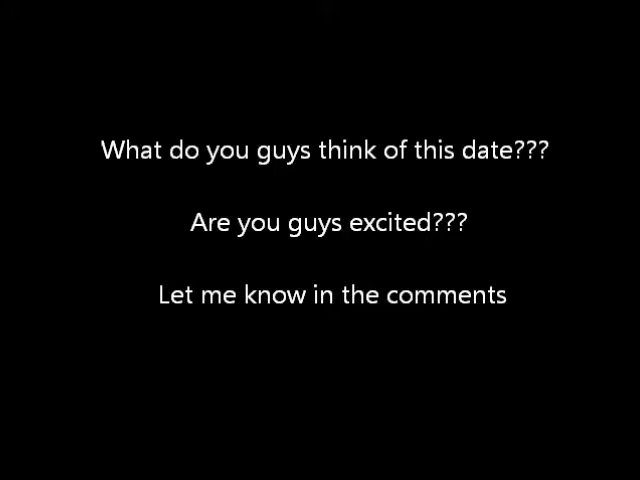 What do you guys think of this date???
Are you guys excited???
Let me know in the comments